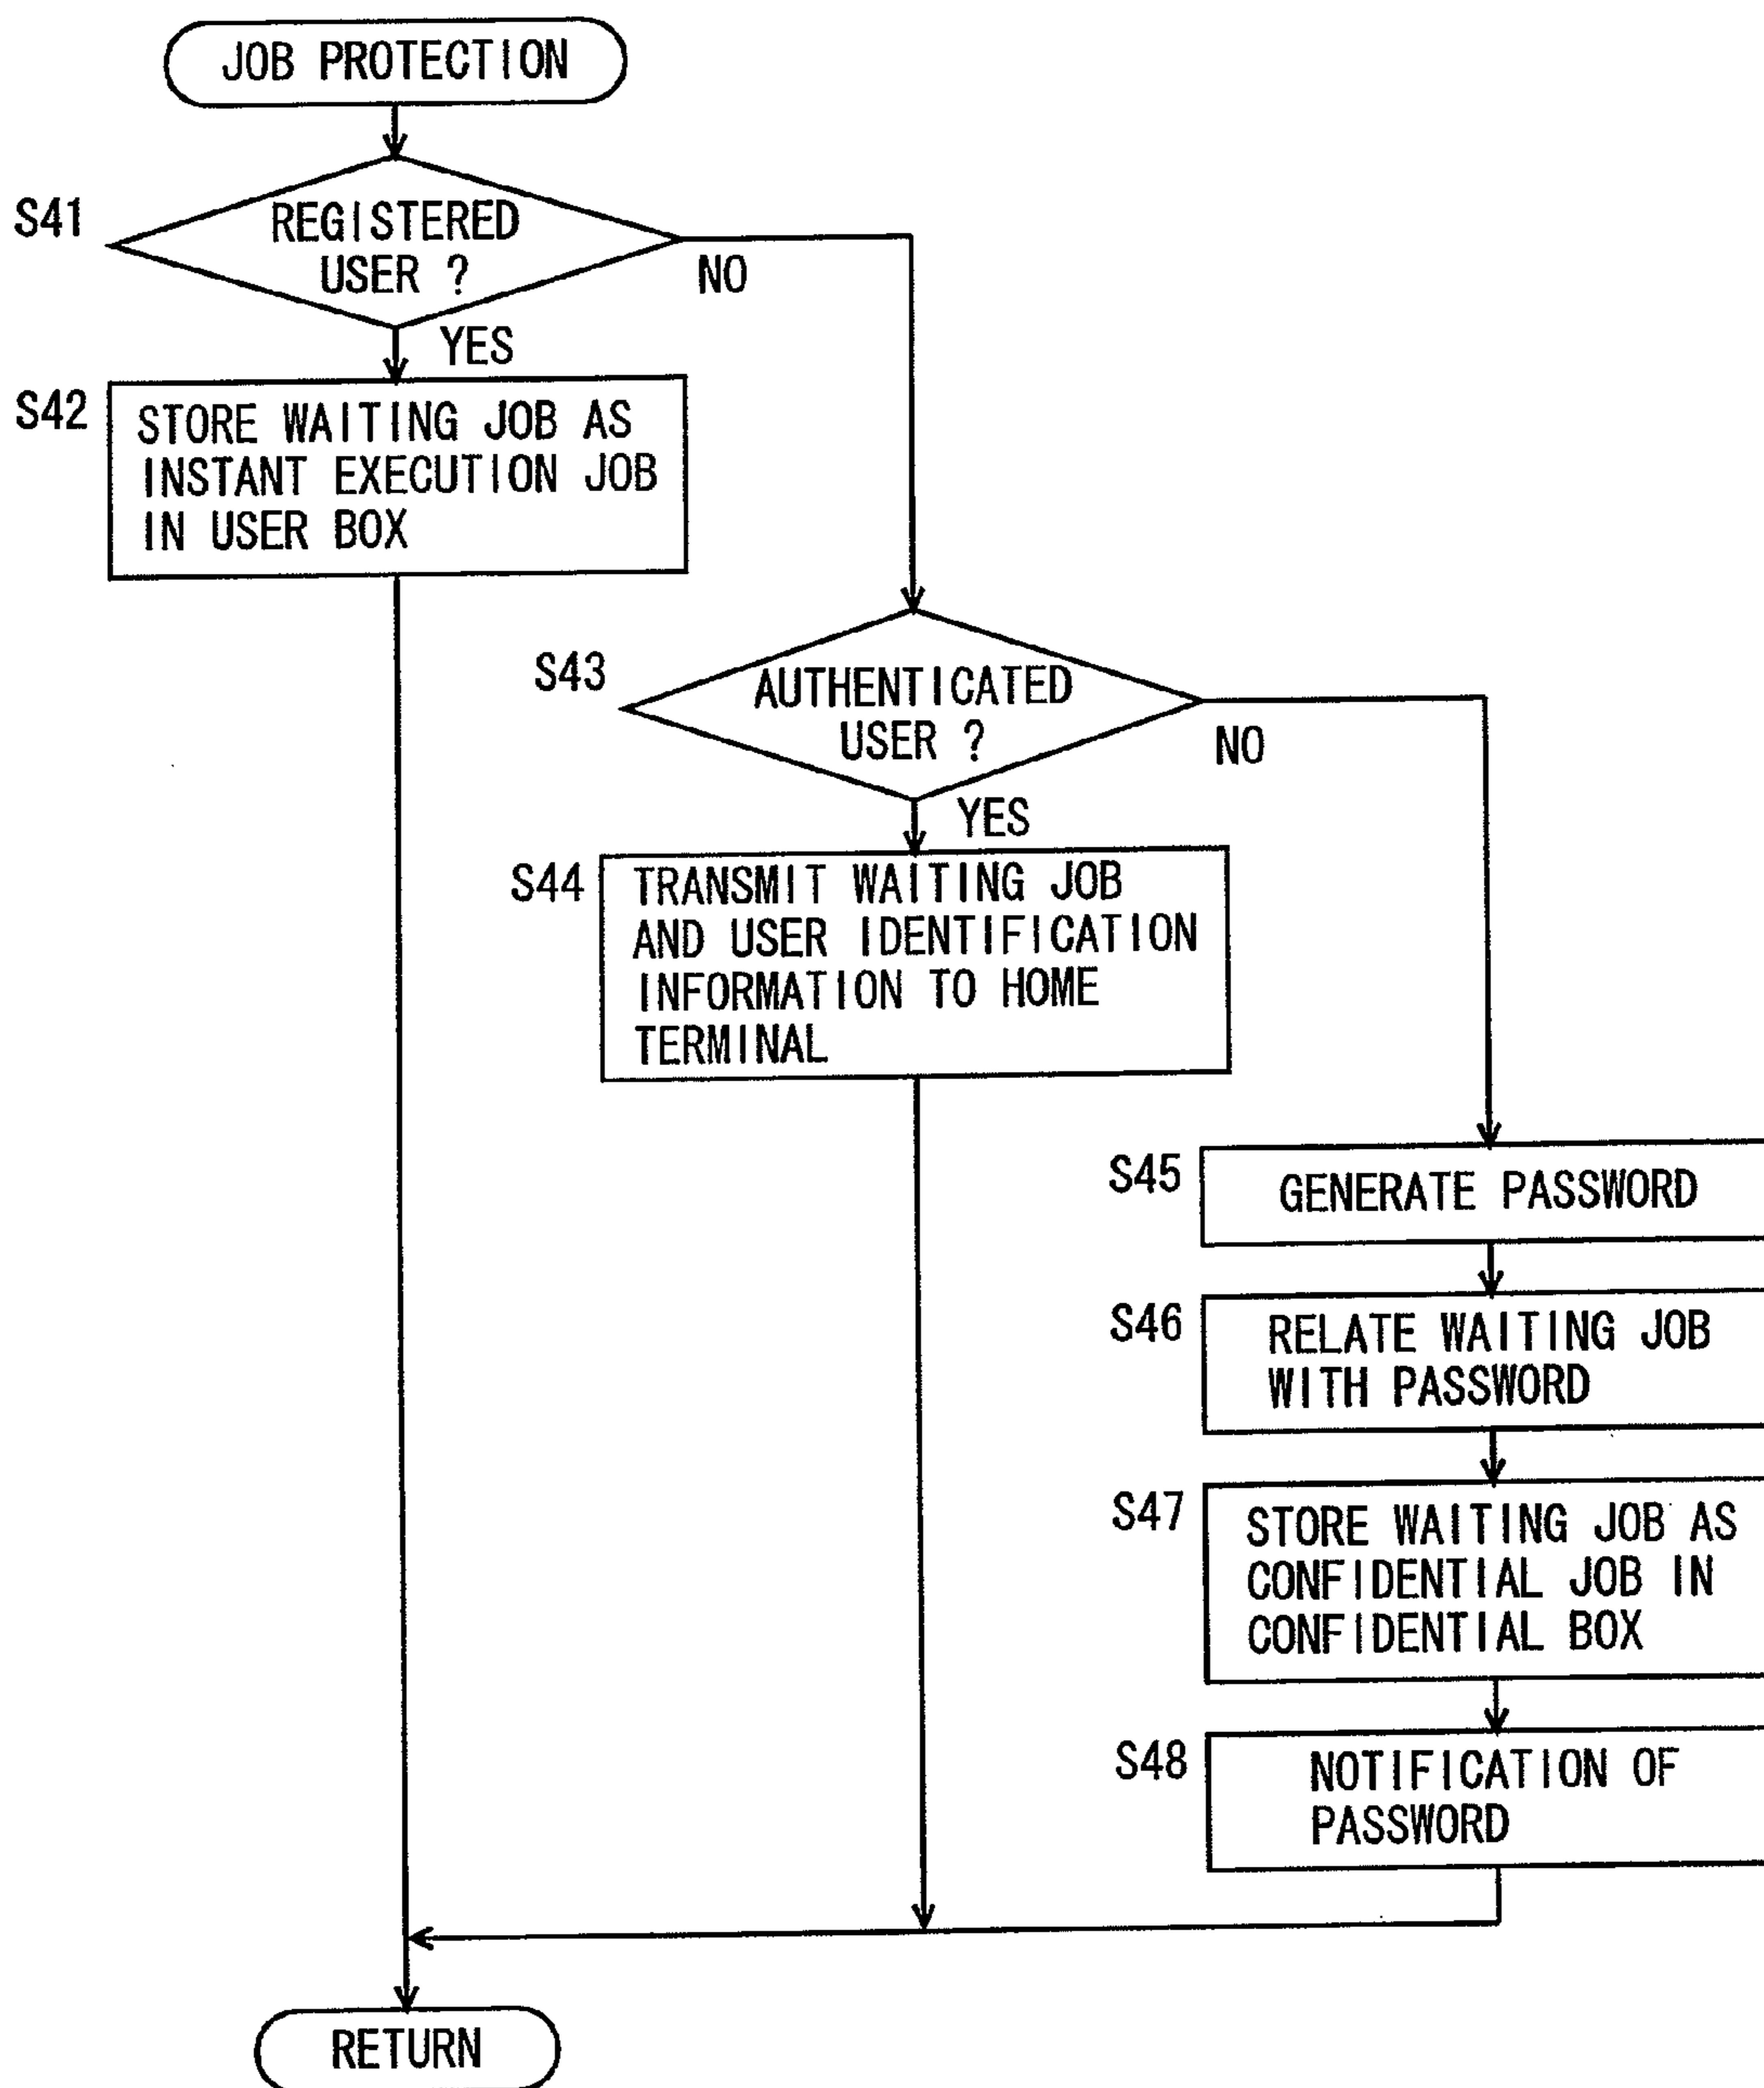 JOB PROTECTION
S41
REGISTERED
USER ?
NO
YES
S42
STORE WAITING JOB AS
INSTANT EXECUTION JOB
IN USER BOX
S43
AUTHENTICATED
USER ?
NO
YES
S44
TRANSMIT WAITING JOB
AND USER IDENTIFICATION
INFORMATION TO HOME
TERMINAL
S45
GENERATE PASSWORD
S46
RELATE WAITING JOB
WITH PASSWORD
S47
STORE WAITING JOB AS
CONFIDENTIAL JOB IN
CONFIDENTIAL BOX
S48
NOTIFICATION OF
PASSWORD
RETURN